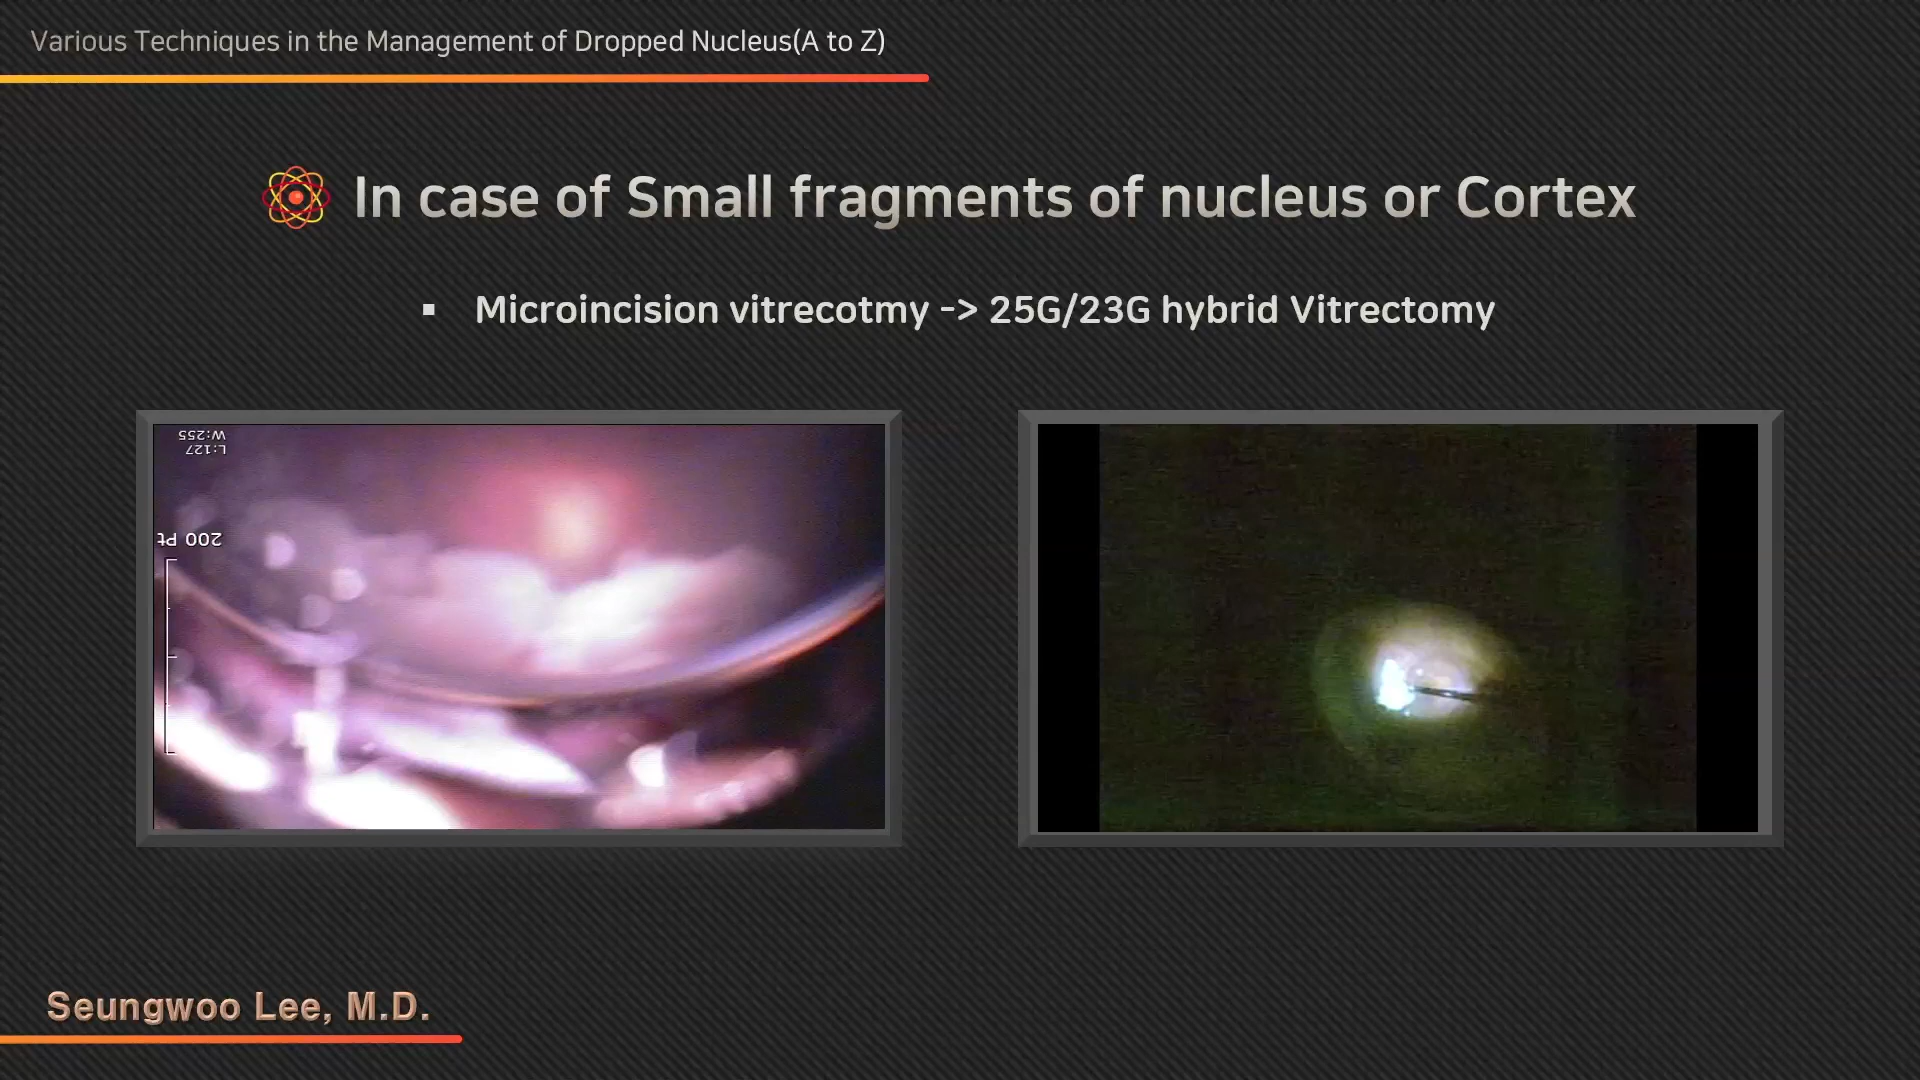 Various Techniques in the Management of Dropped Nucleus(A to Z)
In case of Small fragments of nucleus or Cortex
▪ Microincision vitrecotmy -> 25G/23G hybrid Vitrectomy
W:255
L:127
200 Pt
Seungwoo Lee, M.D.